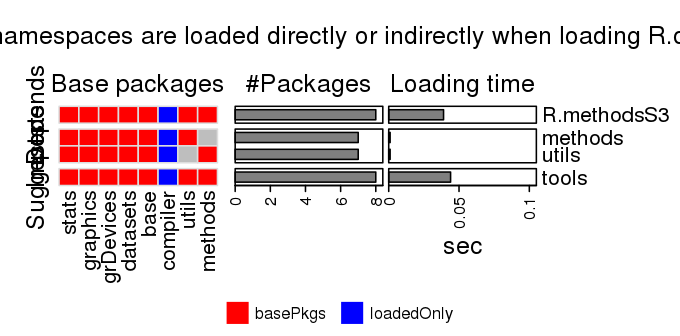 namespaces are loaded directly or indirectly when loading R.
Base packages
#Packages
Loading time
R.methodsS3
methods
utils
tools
stats
graphics
grDevices
datasets
base
compiler
utils
methods
0
2
4
6
8
0
0.05
0.1
sec
basePkgs
loadedOnly